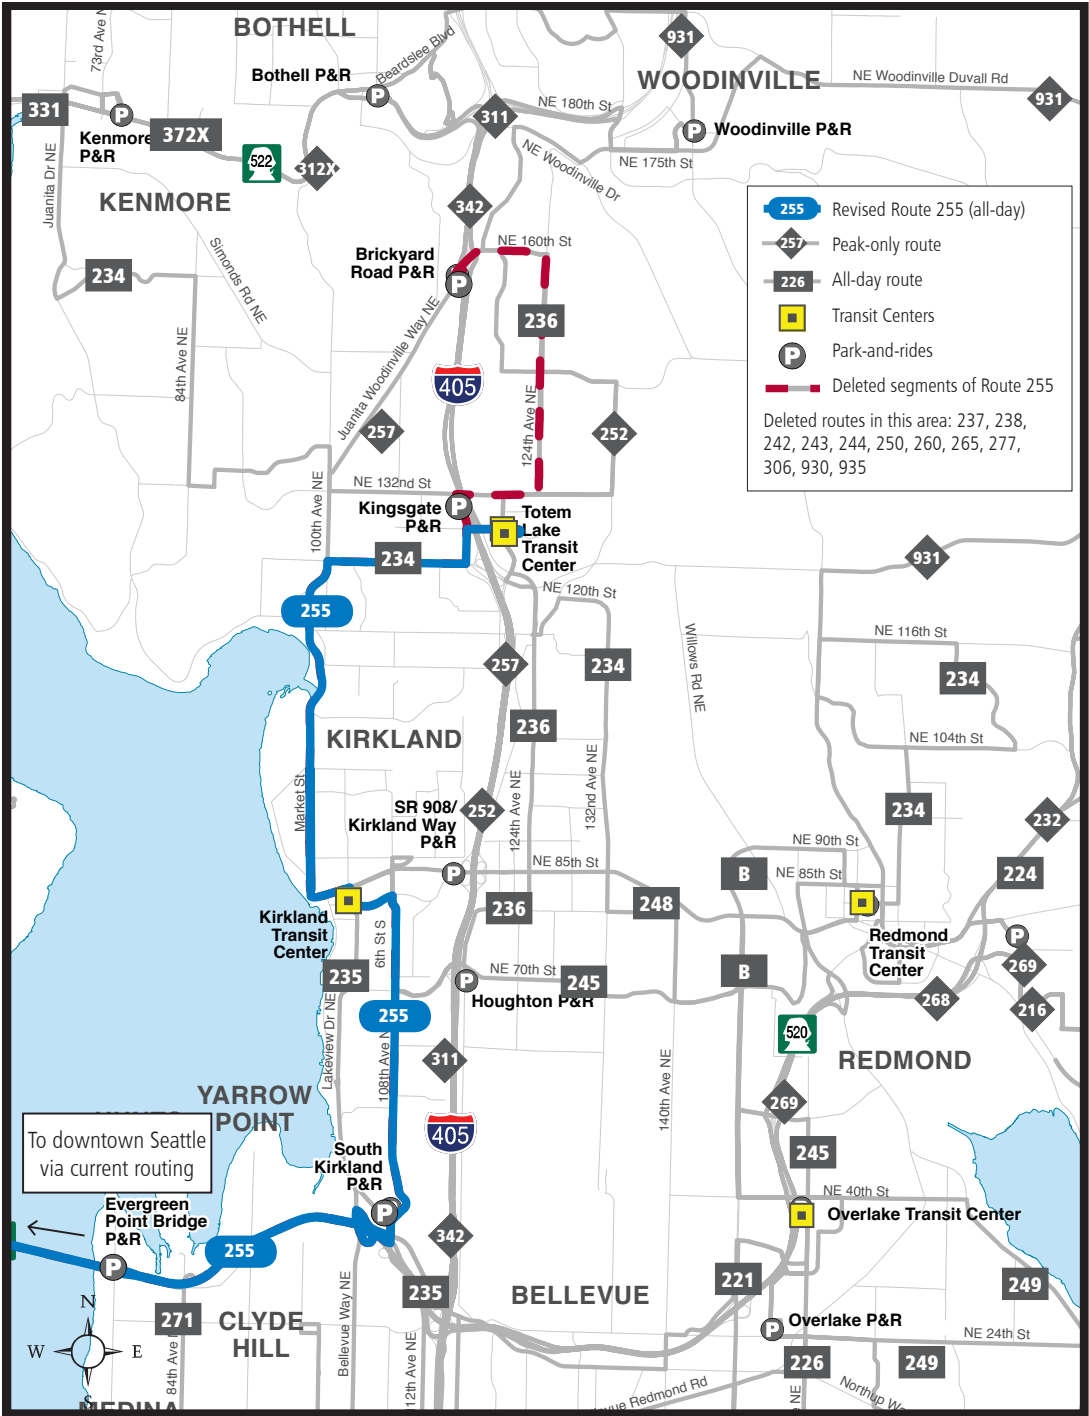 BOTHELL
73rd Ave N
Beardslee Blvd
Bothell P&R
931
WOODINVILLE
NE Woodinville Duvall Rd
931
331
P
Kenmore
P&R
372X
522
312X
P
311
NE 180th St
P
Woodinville P&R
NE 175th St
NE Woodinville Dr
Juanita Dr NE
KENMORE
342
Simonds Rd NE
234
Brickyard
Road P&R
P
NE 160th St
236
84th Ave NE
Juanita Woodinville Way NE
405
257
124th Ave NE
252
255
Revised Route 255 (all-day)
257
Peak-only route
226
All-day route
Transit Centers
P
Park-and-rides
Deleted segments of Route 255
Deleted routes in this area: 237, 238,
242, 243, 244, 250, 260, 265, 277,
306, 930, 935
100th Ave NE
NE 132nd St
Kingsgate
P&R
P
Totem
Lake
Transit
Center
234
931
NE 120th St
255
NE 116th St
Willows Rd NE
257
234
234
236
KIRKLAND
NE 104th St
Market St
132nd Ave NE
124th Ave NE
SR 908/
Kirkland Way
P&R
252
234
232
NE 90th St
P
NE 85th St
B
NE 85th St
224
Kirkland
Transit
Center
6th St S
236
248
Redmond
Transit
Center
P
269
235
NE 70th St
P
Houghton P&R
245
B
268
216
Lakeview Dr NE
255
108th Ave N
520
REDMOND
311
140th Ave NE
YARROW
POINT
269
405
To downtown Seattle
via current routing
South
Kirkland
P&R
P
245
NE 40th St
Evergreen
Point Bridge
P&R
P
255
342
Overlake Transit Center
235
BELLEVUE
221
249
N
W
E
S
271
CLYDE
HILL
84th Ave N
Bellevue Way NE
112th Ave NE
P
Overlake P&R
NE 24th St
226
249
MEDINA
vue Redmond Rd
NE
Northup Wa